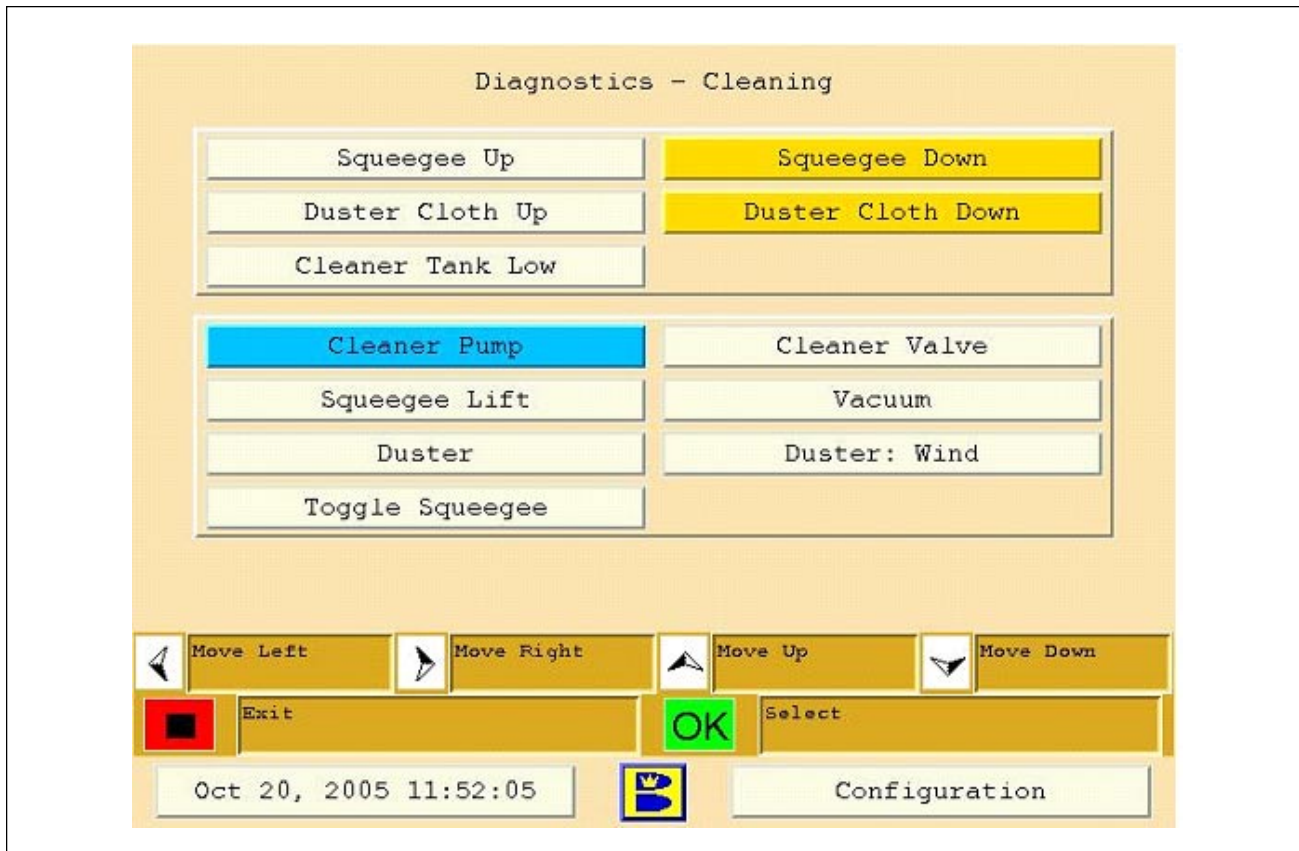 Diagnostics - Cleaning
Squeegee Up
Squeegee Down
Duster Cloth Up
Duster Cloth Down
Cleaner Tank Low
Cleaner Pump
Cleaner Valve
Squeegee Lift
Vacuum
Duster
Duster: Wind
Toggle Squeegee
Move Left
Move Right
Move Up
Move Down
Exit
OK
Select
Oct 20, 2005 11:52:05
Configuration